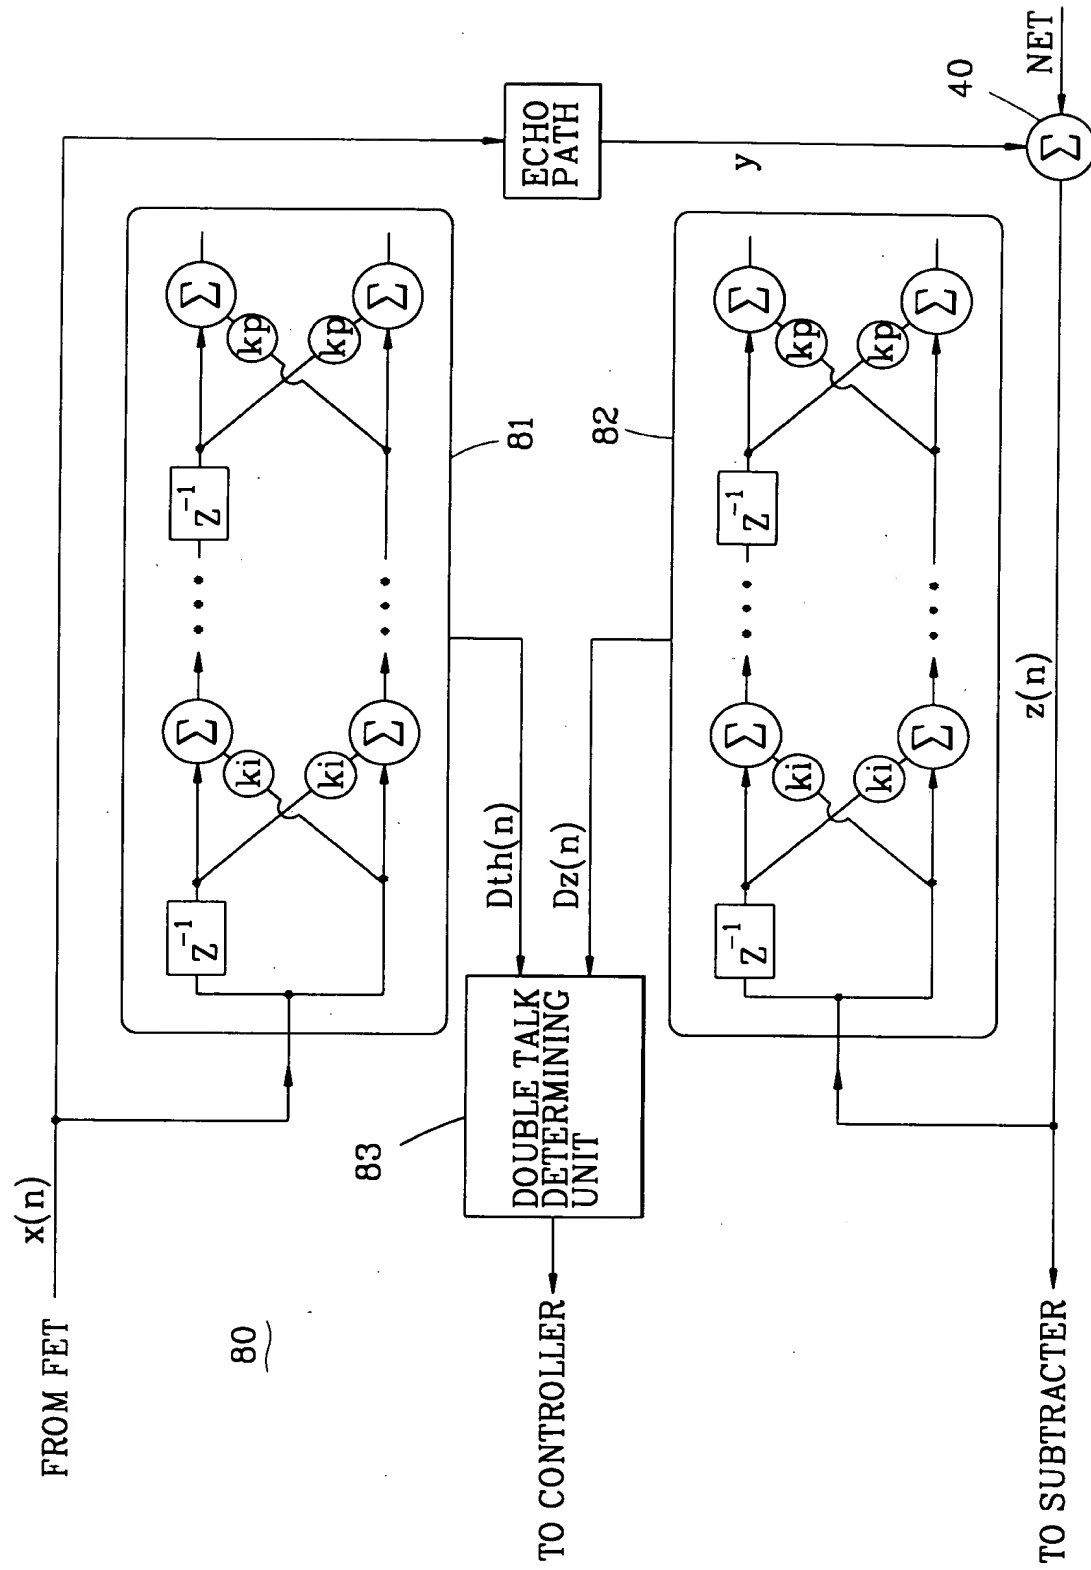 FROM FET
x(n)
80
Z⁻¹
Σ
Z⁻¹
Σ
ki
kp
ki
kp
Σ
Σ
81
83
Dth(n)
DOUBLE TALK
DETERMINING
UNIT
Dz(n)
TO CONTROLLER
ECHO
PATH
82
y
Z⁻¹
Σ
Z⁻¹
Σ
ki
kp
ki
kp
Σ
Σ
40
z(n)
NET
Σ
TO SUBTRACTER